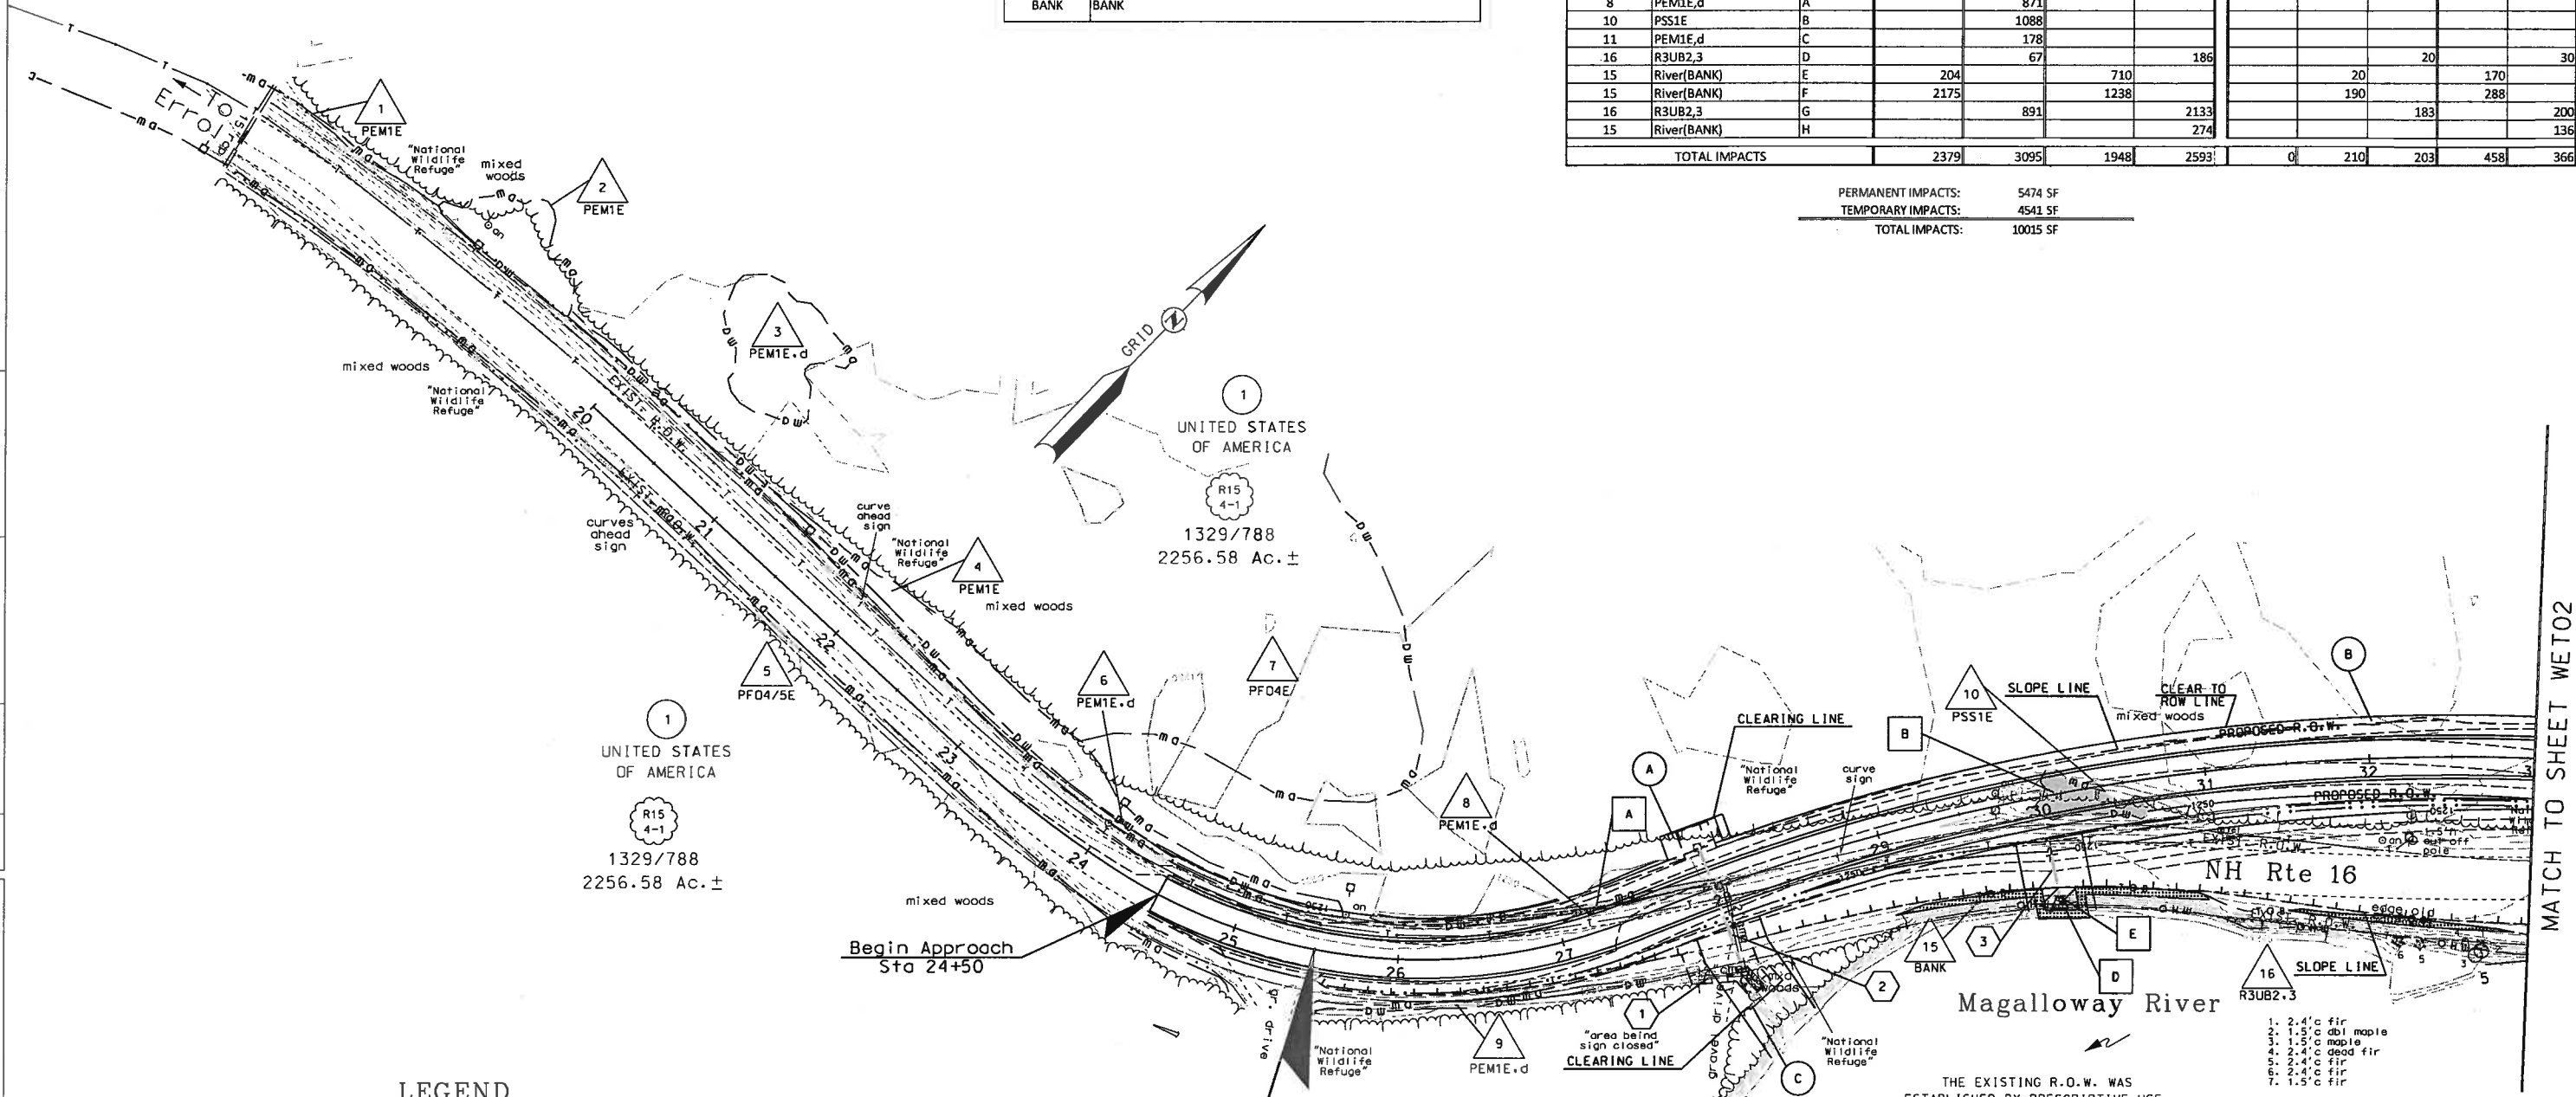 BANK BANK
8 PEM1E,d A 871
10 PSS1E B 1088
11 PEM1E,d C 178
16 R3UB2,3 D 67 186 20 30
15 River(BANK) E 204 710 20 170
15 River(BANK) F 2175 1238 190 288
16 R3UB2,3 G 891 2133 183 200
15 River(BANK) H 274 136
TOTAL IMPACTS 2379 3095 1948 2593 0 210 203 458 366
PERMANENT IMPACTS: 5474 SF
TEMPORARY IMPACTS: 4541 SF
TOTAL IMPACTS: 10015 SF
To
Errol
1
PEM1E
"National
Wildlife
Refuge"
mixed
woods
2
PEM1E
3
PEM1E.d
mixed woods
"National
Wildlife
Refuge"
GRID
N
EXIST. R.O.W.
20
21
22
23
24
25
26
27
29
30
31
32
curves
ahead
sign
curve
ahead
sign
"National
Wildlife
Refuge"
4
PEM1E
mixed woods
1
UNITED STATES
OF AMERICA
R15
4-1
1329/788
2256.58 Ac.±
5
PFO4/5E
6
PEM1E.d
7
PFO4E
1
UNITED STATES
OF AMERICA
R15
4-1
1329/788
2256.58 Ac.±
mixed woods
Begin Approach
Sta 24+50
8
PEM1E.d
A
A
CLEARING LINE
"National
Wildlife
Refuge"
curve
sign
B
10
PSS1E
SLOPE LINE
CLEAR TO
ROW LINE
mixed woods
B
PROPOSED R.O.W.
PROPOSED R.O.W.
EXIST. R.O.W.
NH Rte 16
MATCH TO SHEET WET02
gr. drive
"National
Wildlife
Refuge"
9
PEM1E.d
1
"area beind
sign closed"
CLEARING LINE
gravel drive
C
"National
Wildlife
Refuge"
2
15
BANK
3
E
D
16
R3UB2.3
SLOPE LINE
Magalloway River
1. 2.4'c fir
2. 1.5'c dbl maple
3. 1.5'c maple
4. 2.4'c dead fir
5. 2.4'c fir
6. 2.4'c fir
7. 1.5'c fir
THE EXISTING R.O.W. WAS
ESTABLISHED BY PRESCRIPTIVE USE
LEGEND